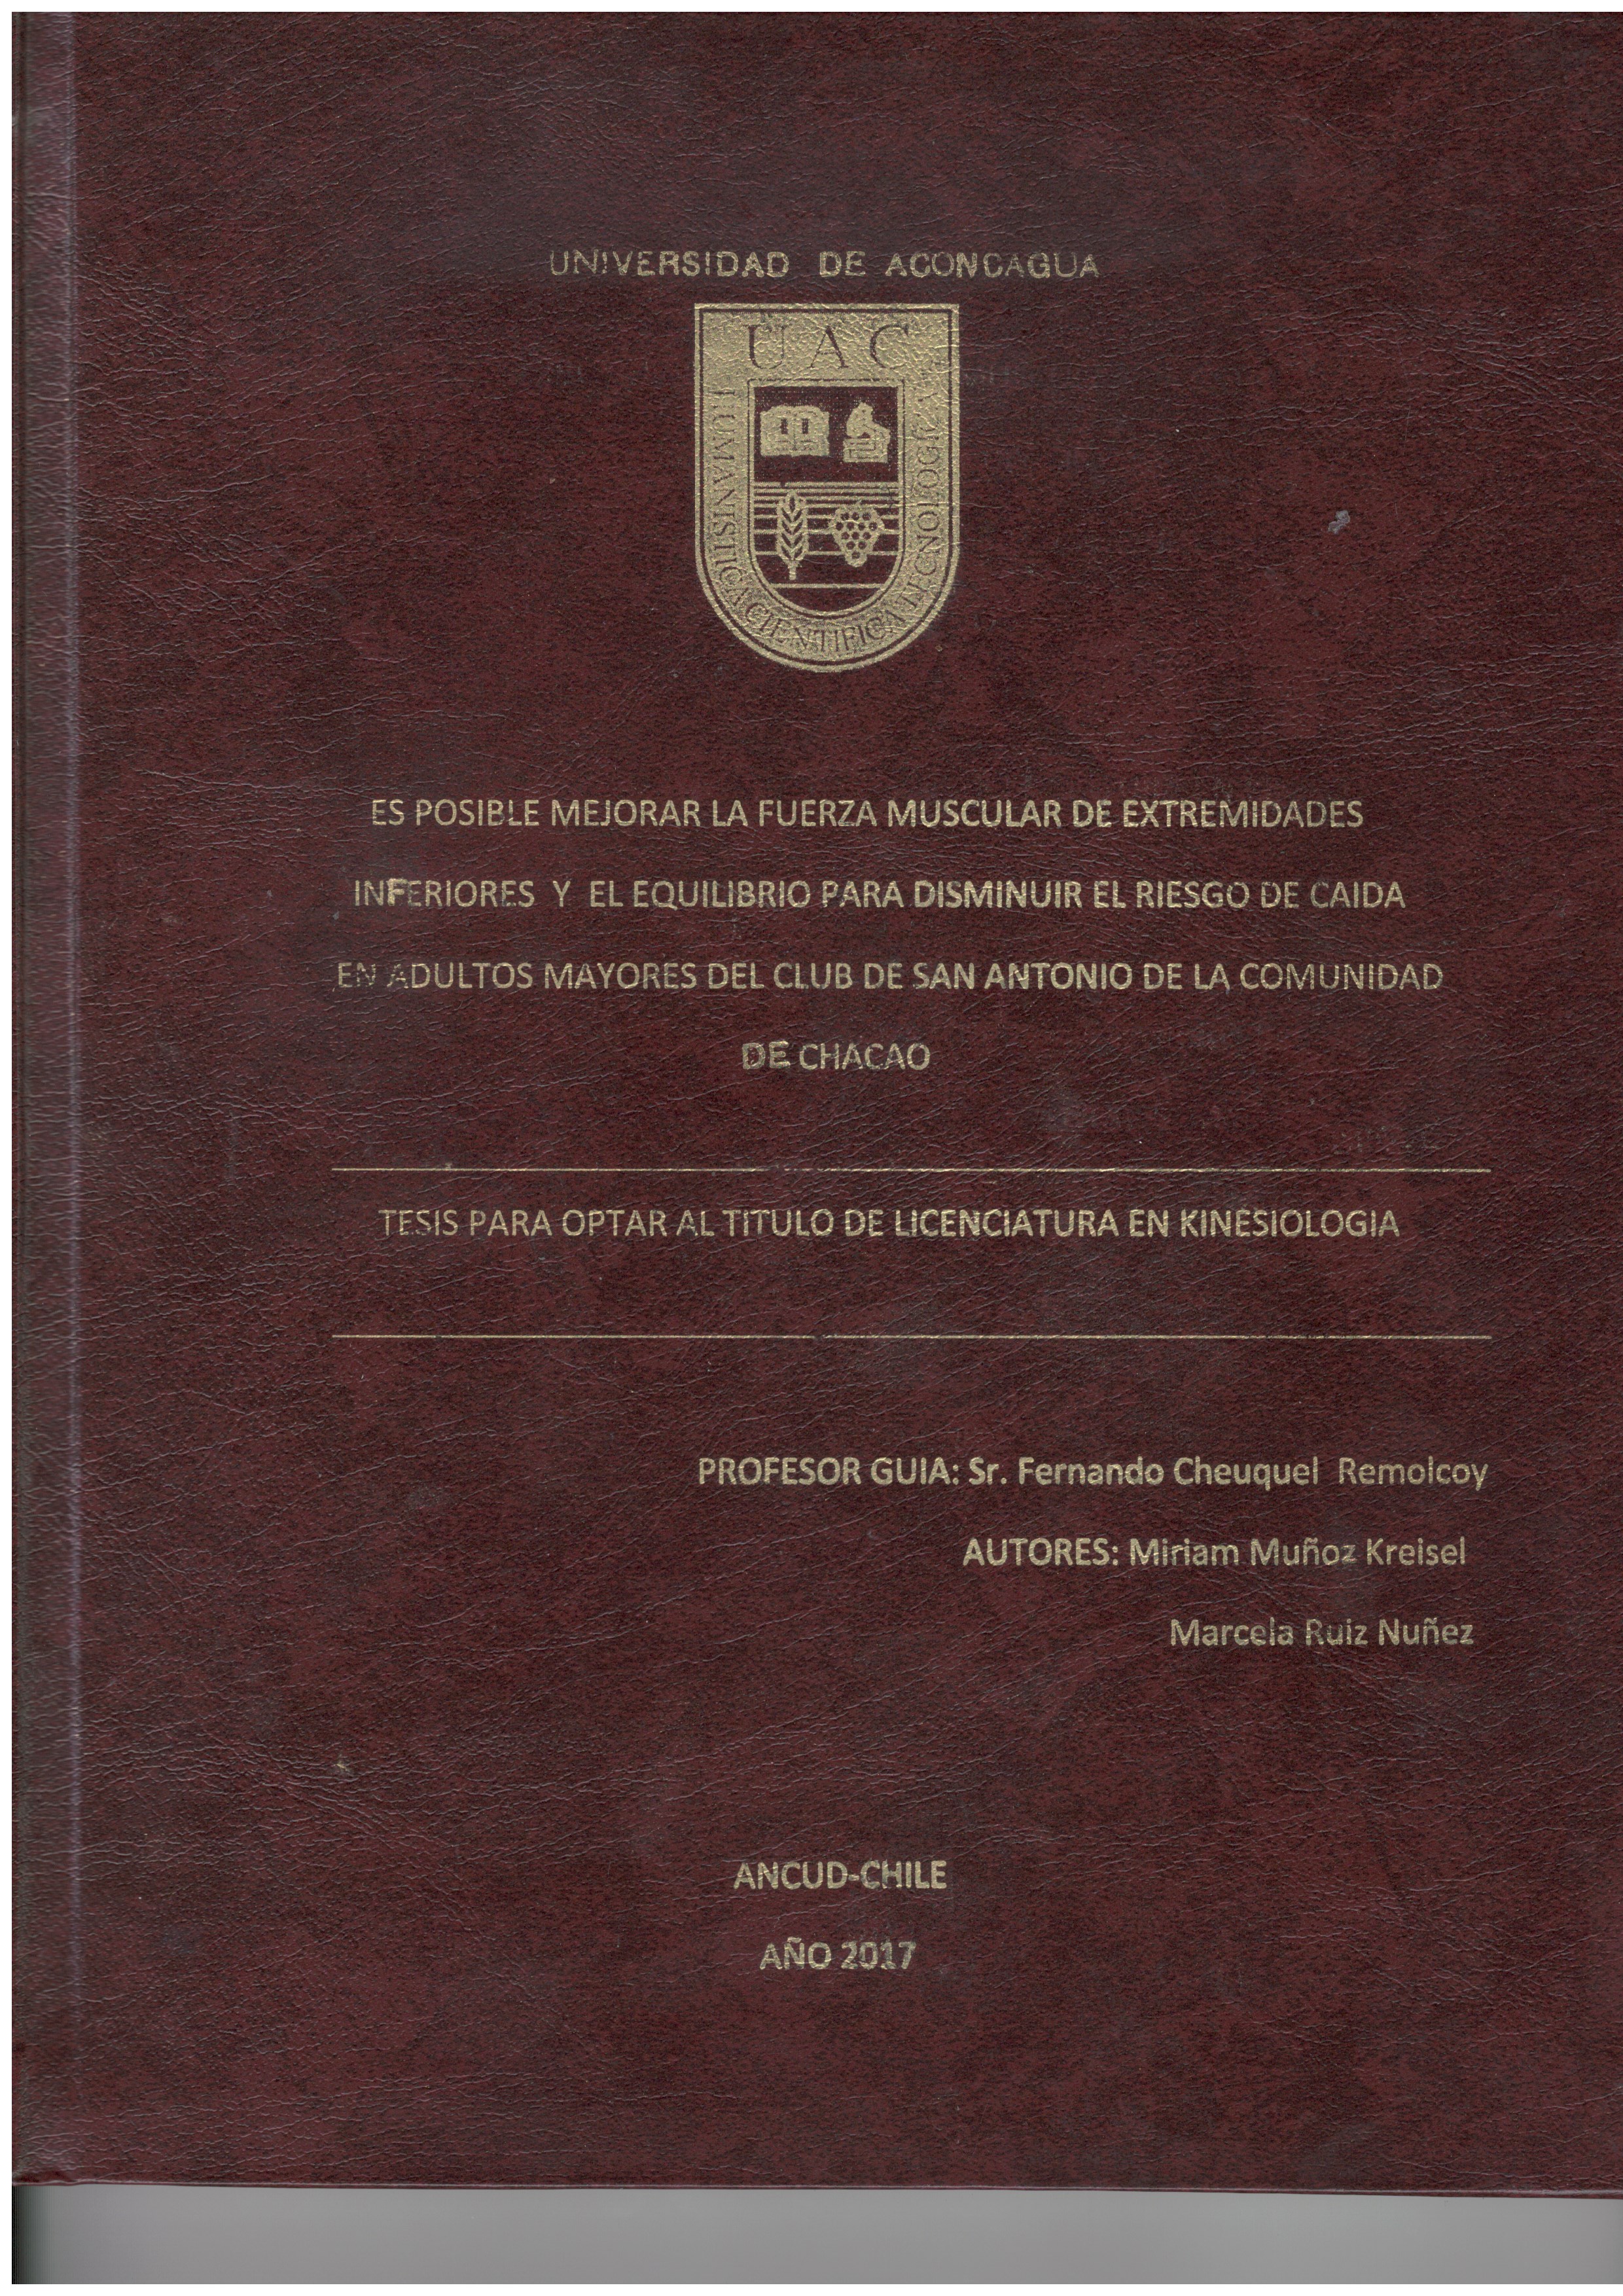 UNIVERSIDAD DE ACONCAGUA
UAC
HUMANISTICA CIENTIFICA TECNOLOGICA
ES POSIBLE MEJORAR LA FUERZA MUSCULAR DE EXTREMIDADES
INFERIORES Y EL EQUILIBRIO PARA DISMINUIR EL RIESGO DE CAIDA
EN ADULTOS MAYORES DEL CLUB DE SAN ANTONIO DE LA COMUNIDAD
DE CHACAO
TESIS PARA OPTAR AL TITULO DE LICENCIATURA EN KINESIOLOGIA
PROFESOR GUIA: Sr. Fernando Cheuquel Remolcoy
AUTORES: Miriam Muñoz Kreisel
Marcela Ruiz Nuñez
ANCUD-CHILE
AÑO 2017